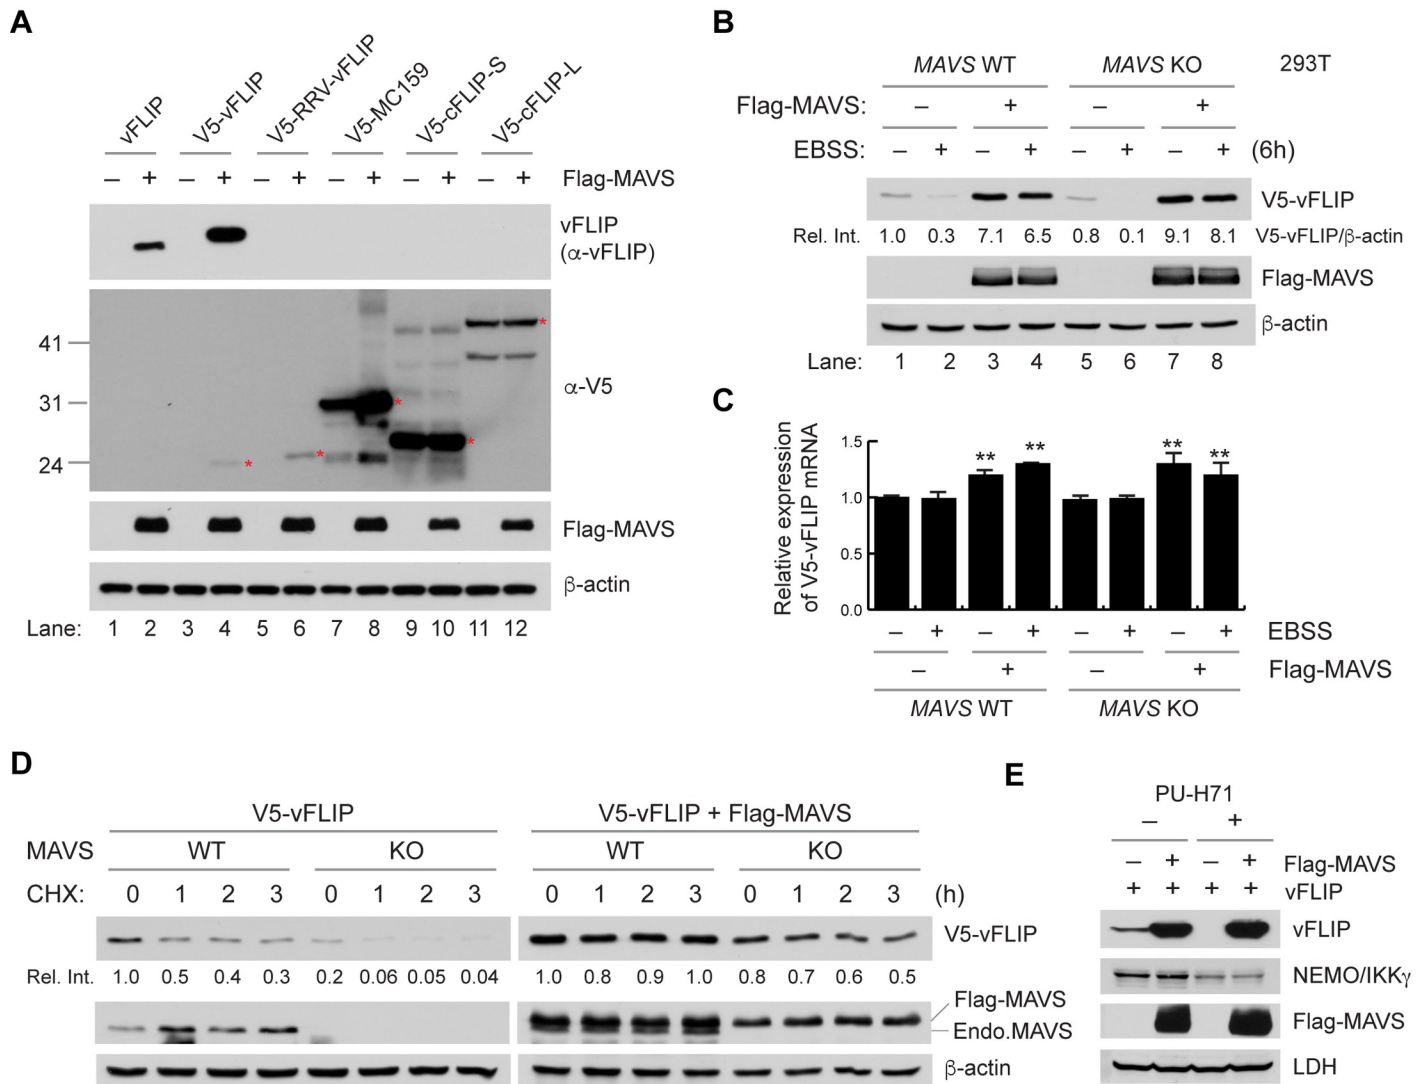 A
vFLIP
V5-vFLIP
V5-RRV-vFLIP
V5-MC159
V5-cFLIP-S
V5-cFLIP-L
– + – + – + – + – + – + Flag-MAVS
vFLIP
(α-vFLIP)
41
31
24
α-V5
* * * * * *
Flag-MAVS
β-actin
Lane: 1 2 3 4 5 6 7 8 9 10 11 12
B
MAVS WT MAVS KO 293T
Flag-MAVS: – + – +
EBSS: – + – + – + – + (6h)
V5-vFLIP
Rel. Int. 1.0 0.3 7.1 6.5 0.8 0.1 9.1 8.1 V5-vFLIP/β-actin
Flag-MAVS
β-actin
Lane: 1 2 3 4 5 6 7 8
C
Relative expression
of V5-vFLIP mRNA
1.5
1.0
0.5
0.0
** ** ** **
– + – + – + – + EBSS
– + – + Flag-MAVS
MAVS WT MAVS KO
D
V5-vFLIP V5-vFLIP + Flag-MAVS
MAVS WT KO WT KO
CHX: 0 1 2 3 0 1 2 3 0 1 2 3 0 1 2 3 (h)
V5-vFLIP
Rel. Int. 1.0 0.5 0.4 0.3 0.2 0.06 0.05 0.04 1.0 0.8 0.9 1.0 0.8 0.7 0.6 0.5
Flag-MAVS
Endo.MAVS
β-actin
E
PU-H71
– +
– + – + Flag-MAVS
+ + + + vFLIP
vFLIP
NEMO/IKKγ
Flag-MAVS
LDH